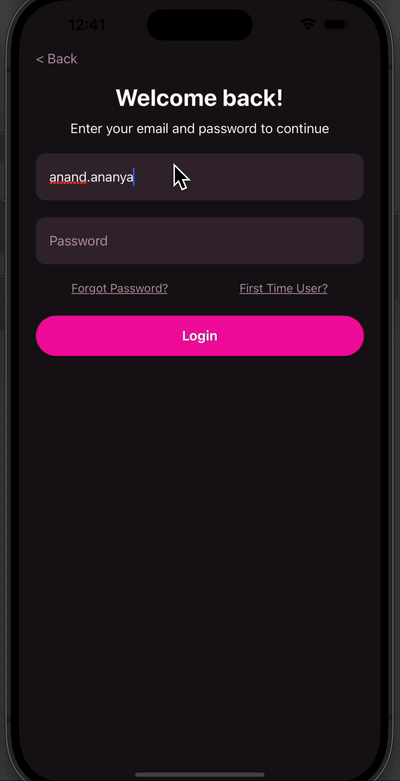 12:41
< Back
Welcome back!
Enter your email and password to continue
anand.ananya
Password
Forgot Password? First Time User?
Login